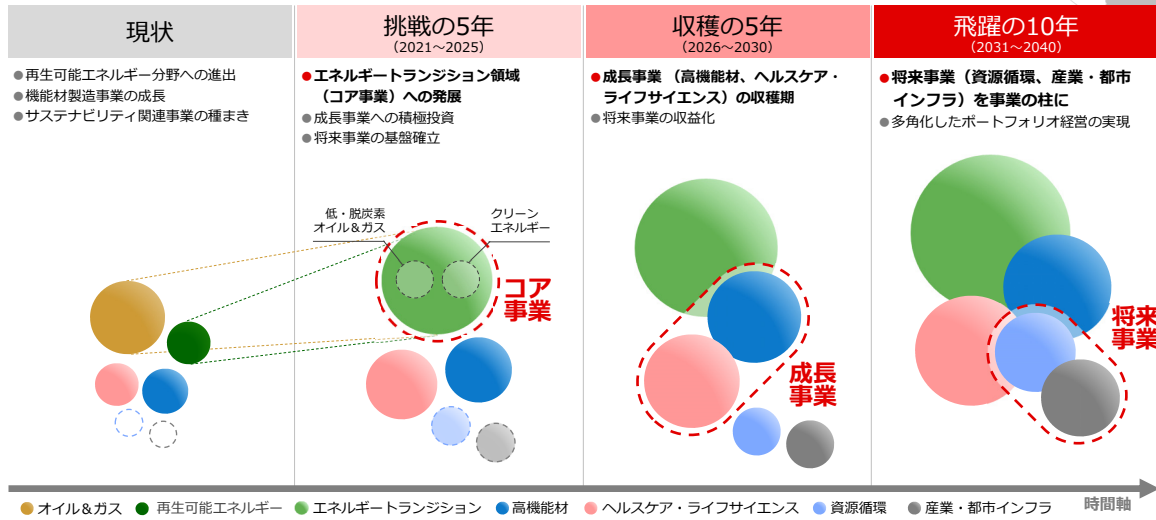 現状
●再生可能エネルギー分野への進出
●機能材製造事業の成長
●サステナビリティ関連事業の種まき
挑戦の5年
(2021~2025)
●エネルギートランジション領域
(コア事業)への発展
●成長事業への積極投資
●将来事業の基盤確立
低・脱炭素
オイル&ガス
クリーン
エネルギー
コア
事業
収穫の5年
(2026~2030)
●成長事業 (高機能材、ヘルスケア・
ライフサイエンス)の収穫期
●将来事業の収益化
成長
事業
飛躍の10年
(2031~2040)
●将来事業(資源循環、産業・都市
インフラ)を事業の柱に
●多角化したポートフォリオ経営の実現
将来
事業
オイル&ガス
再生可能エネルギー
エネルギートランジション
高機能材
ヘルスケア・ライフサイエンス
資源循環
産業・都市インフラ
時間軸